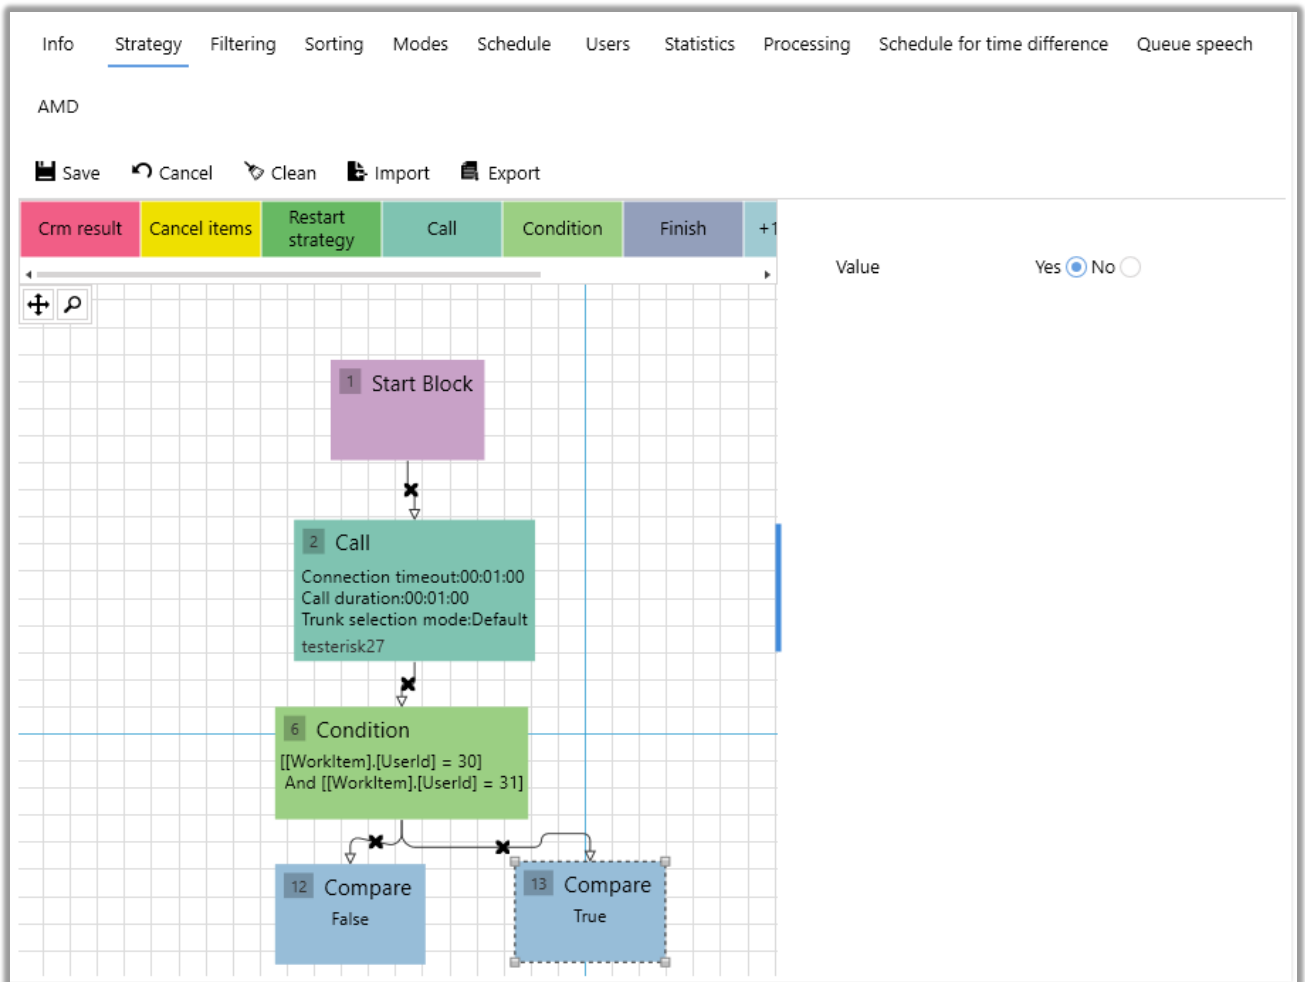 Info Strategy Filtering Sorting Modes Schedule Users Statistics Processing Schedule for time difference Queue speech
AMD
Save Cancel Clean Import Export
Crm result Cancel items Restart strategy Call Condition Finish +1
Value Yes No
1 Start Block
2 Call
Connection timeout:00:01:00
Call duration:00:01:00
Trunk selection mode:Default
testerisk27
6 Condition
[[WorkItem].[UserId] = 30]
And [[WorkItem].[UserId] = 31]
12 Compare
False
13 Compare
True